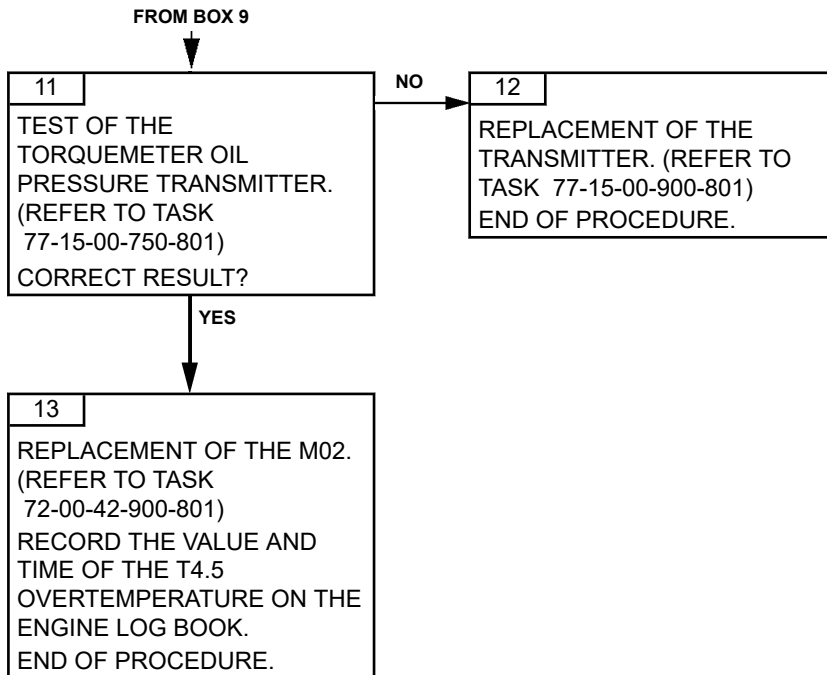 FROM BOX 9
11
TEST OF THE
TORQUEMETER OIL
PRESSURE TRANSMITTER.
(REFER TO TASK
77-15-00-750-801)
CORRECT RESULT?
NO
12
REPLACEMENT OF THE
TRANSMITTER. (REFER TO
TASK 77-15-00-900-801)
END OF PROCEDURE.
YES
13
REPLACEMENT OF THE M02.
(REFER TO TASK
72-00-42-900-801)
RECORD THE VALUE AND
TIME OF THE T4.5
OVERTEMPERATURE ON THE
ENGINE LOG BOOK.
END OF PROCEDURE.